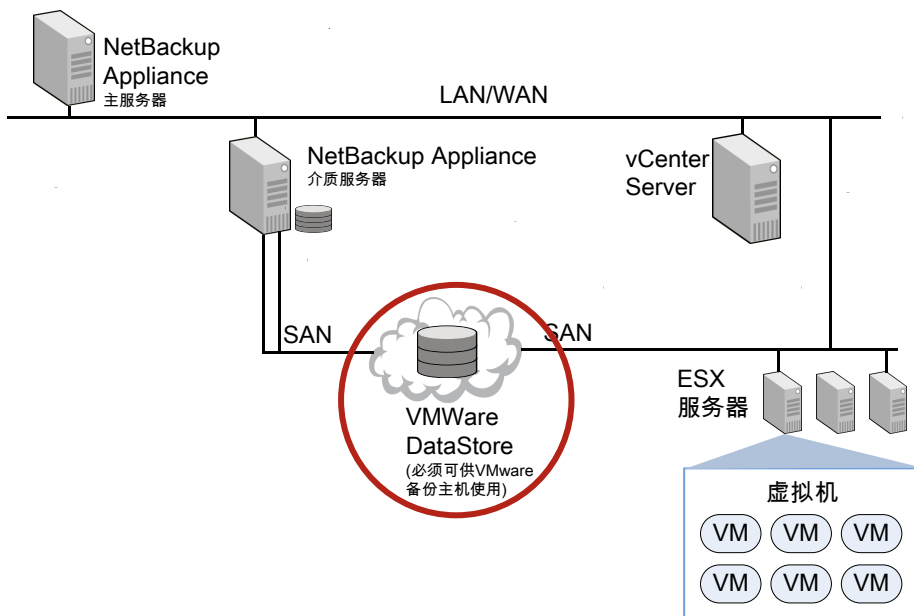 NetBackup
Appliance
主服务器
LAN/WAN
NetBackup Appliance
介质服务器
vCenter
Server
SAN
SAN
VMWare
DataStore
(必须可供VMware
备份主机使用)
ESX
服务器
虚拟机
VM VM VM
VM VM VM